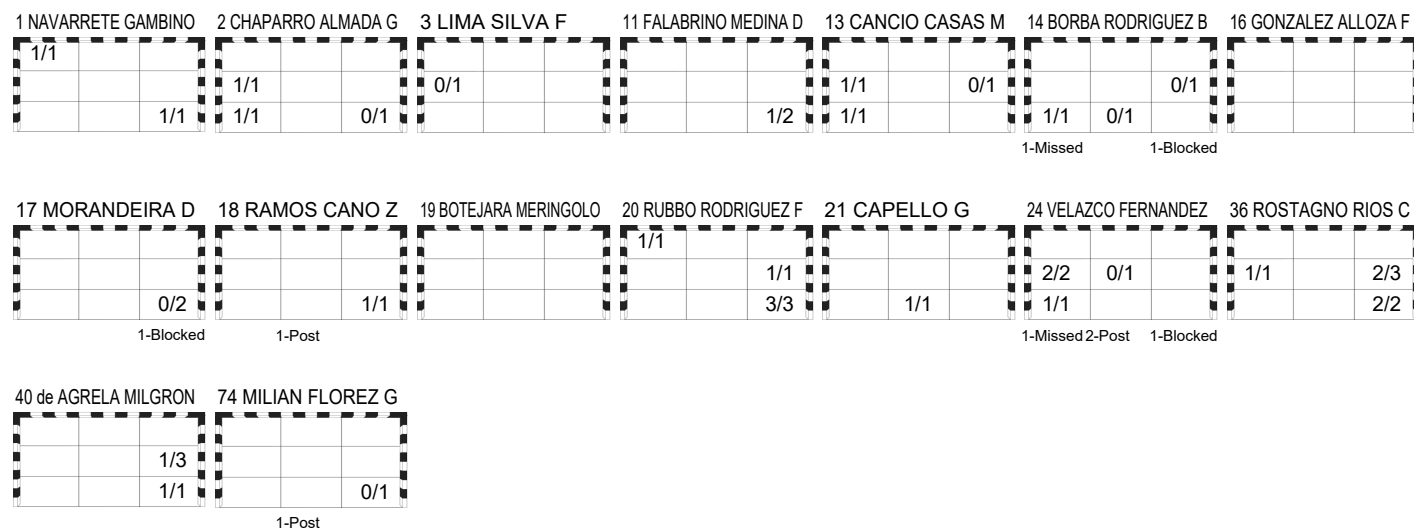 1 NAVARRETE GAMBINO 2 CHAPARRO ALMADA G 3 LIMA SILVA F 11 FALABRINO MEDINA D 13 CANCIO CASAS M 14 BORBA RODRIGUEZ B 16 GONZALEZ ALLOZA F
1/1
1/1 0/1 1/1 0/1 0/1
1/1 1/1 0/1 1/2 1/1 1/1 0/1
1-Missed 1-Blocked
17 MORANDEIRA D 18 RAMOS CANO Z 19 BOTEJARA MERINGOLO 20 RUBBO RODRIGUEZ F 21 CAPELLO G 24 VELAZCO FERNANDEZ 36 ROSTAGNO RIOS C
1/1
1/1 2/2 0/1 1/1 2/3
0/2 1/1 3/3 1/1 1/1 2/2
1-Blocked 1-Post 1-Missed 2-Post 1-Blocked
40 de AGRELA MILGRON 74 MILIAN FLOREZ G
1/3
1/1 0/1
1-Post